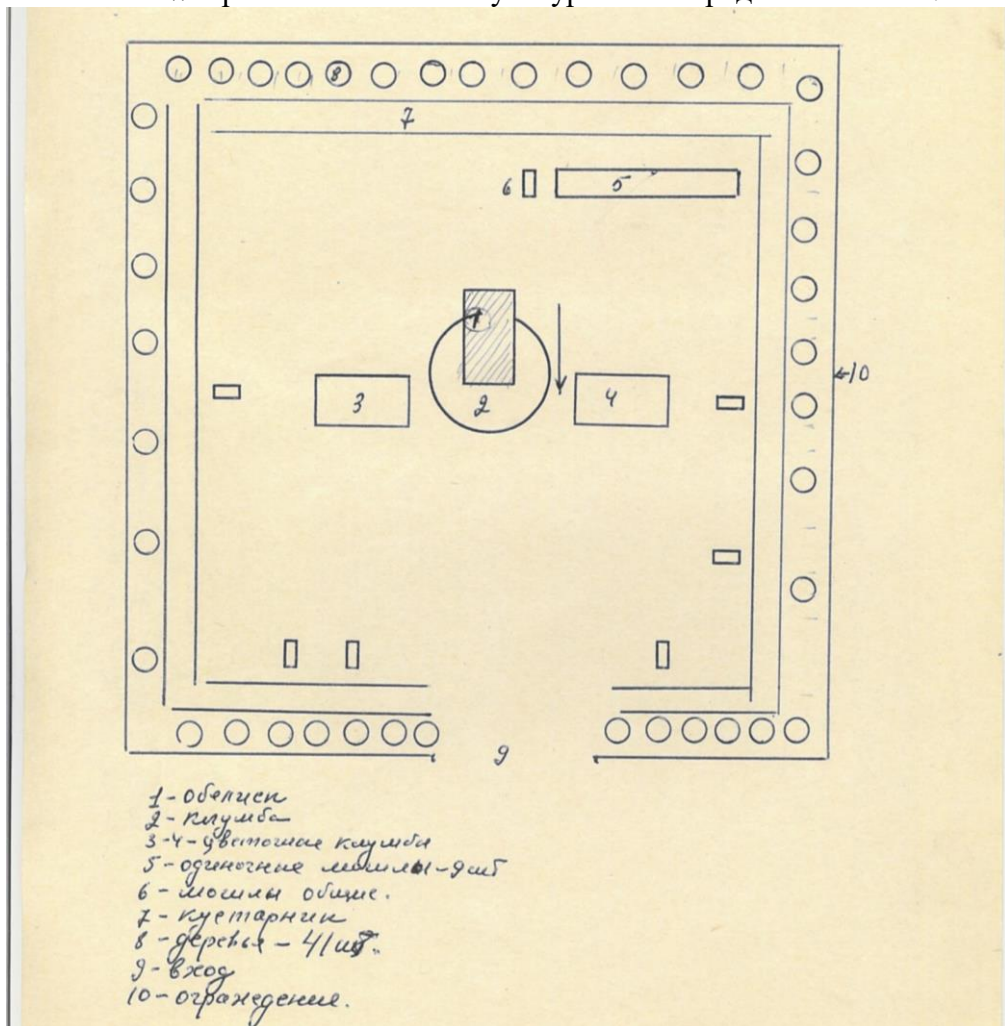 8
7
6
5
1
←10
3
2
4
9
1 - обелиск
2 - клумба
3-4 - цветочные клумбы
5 - одиночные могилы - 9 шт
6 - могилы общие.
7 - кустарник
8 - деревья - 41 шт.
9 - вход
10 - ограждение.